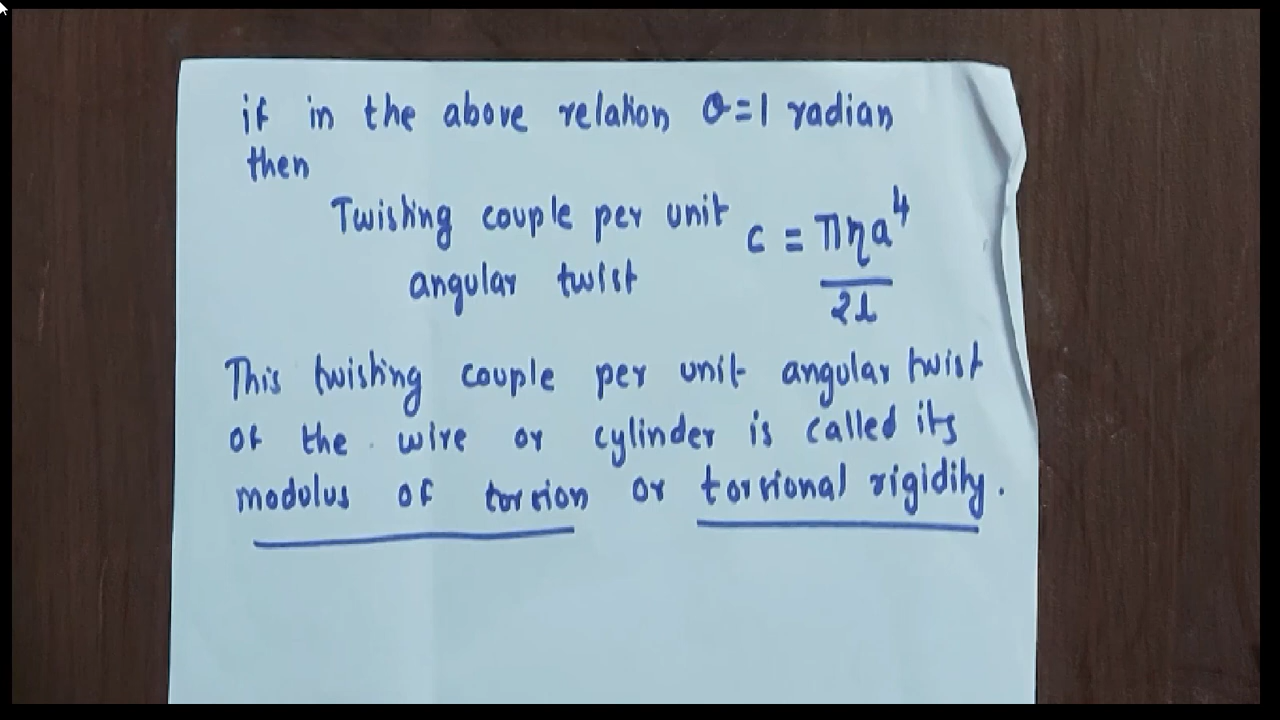 if in the above relation θ=1 radian
then
Twisting couple per unit c = πηa⁴
angular twist 2l
This twisting couple per unit angular twist
of the wire or cylinder is called its
modulus of torsion or torsional rigidity.